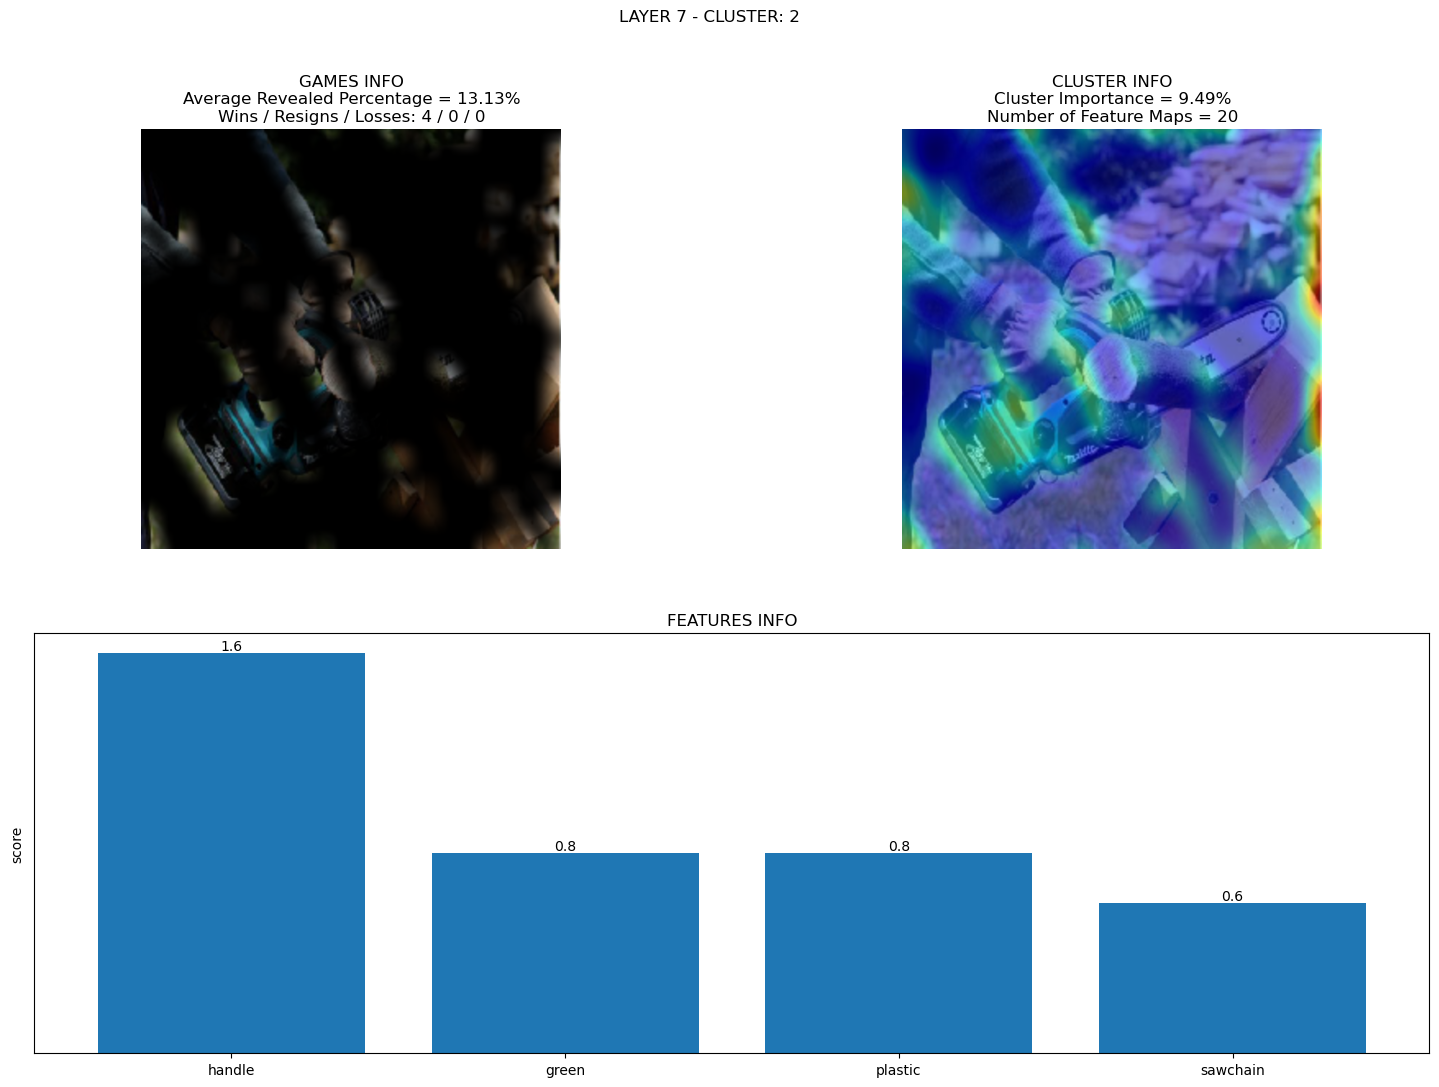 LAYER 7 - CLUSTER: 2
GAMES INFO
Average Revealed Percentage = 13.13%
Wins / Resigns / Losses: 4 / 0 / 0
CLUSTER INFO
Cluster Importance = 9.49%
Number of Feature Maps = 20
makita
FEATURES INFO
score
1.6
0.8
0.8
0.6
handle
green
plastic
sawchain